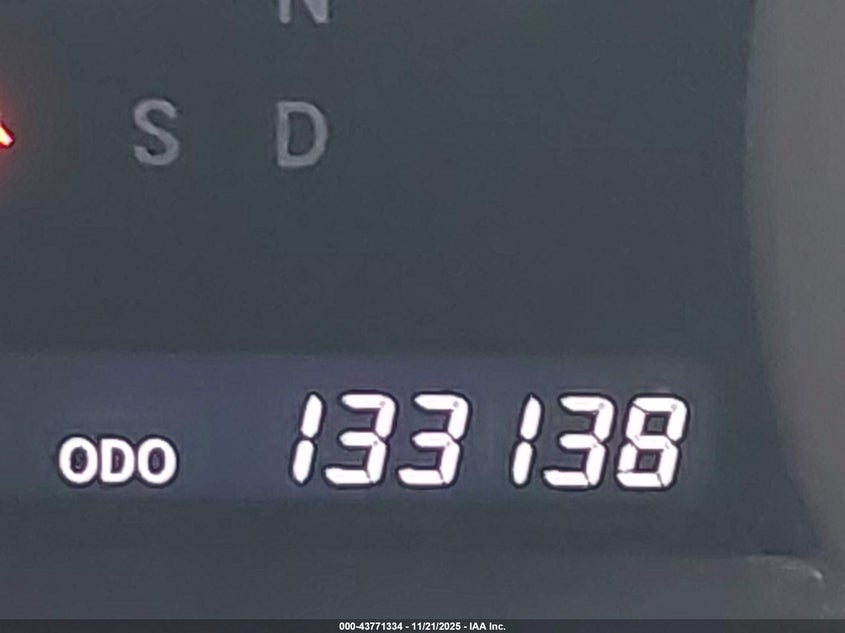 N
S D
ODO 133138
000-43771334 - 11/21/2025 - IAA Inc.